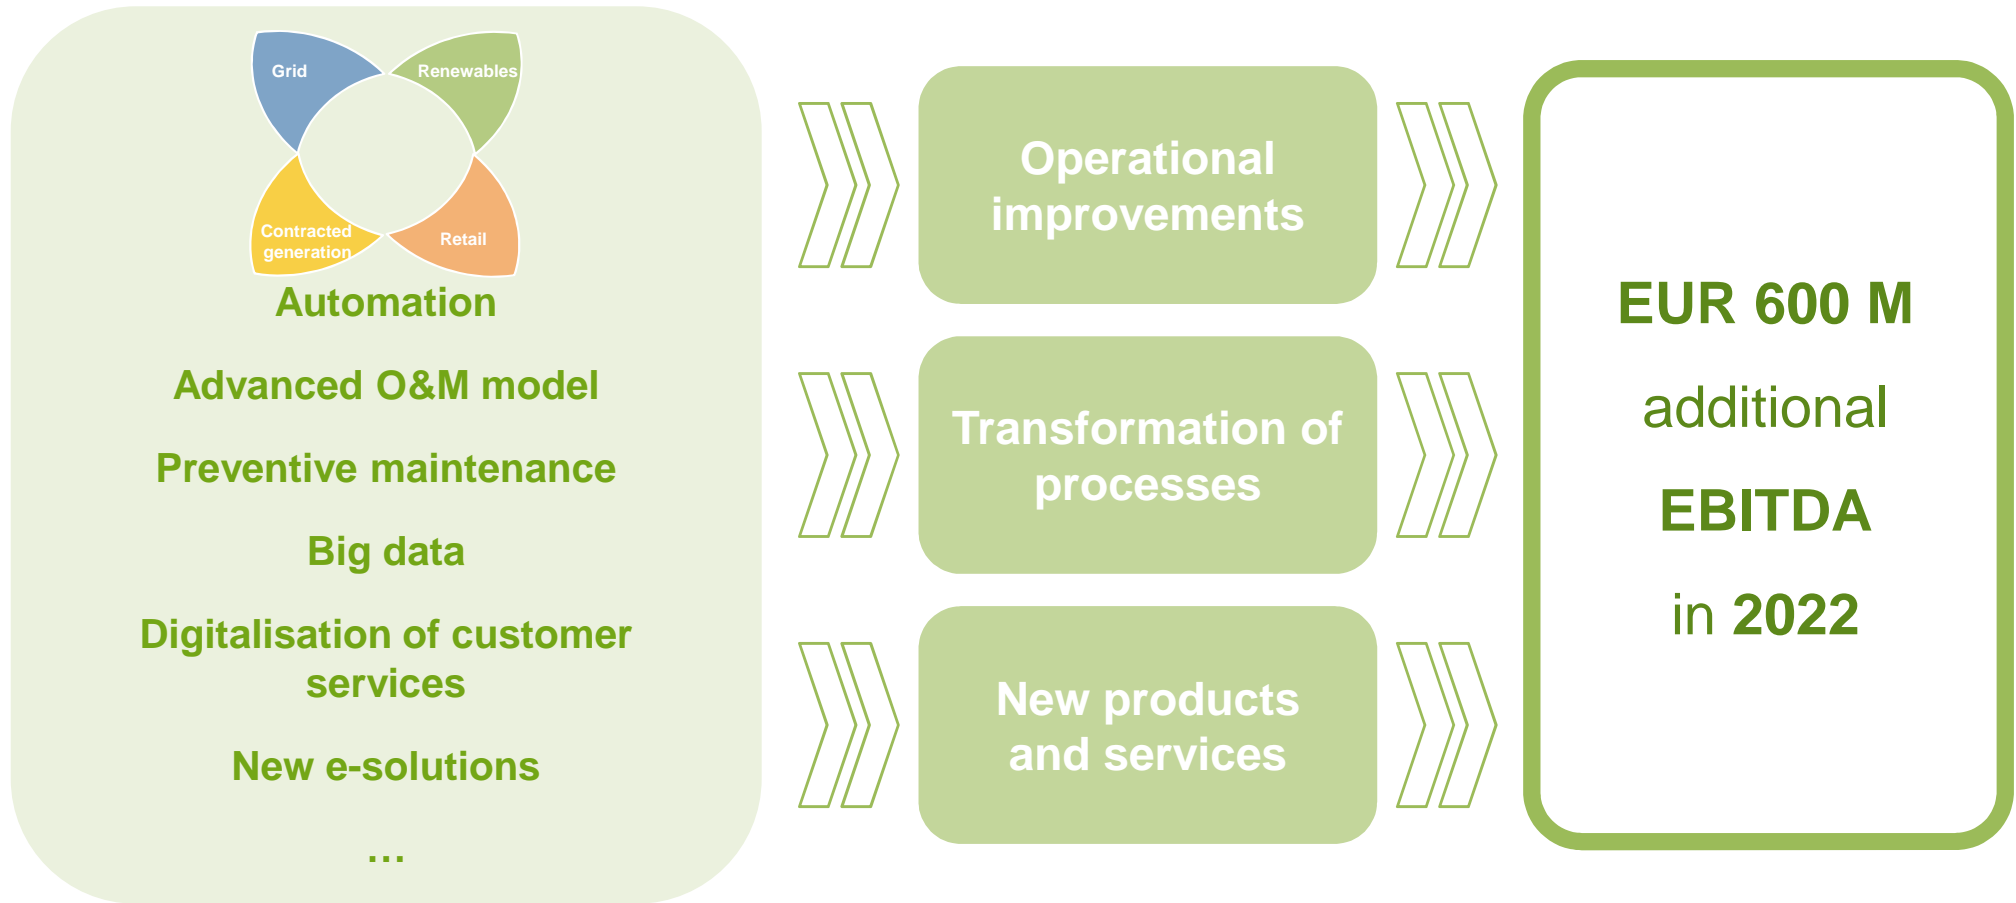 Grid
Renewables
Contracted
generation
Retail
Automation
Advanced O&M model
Preventive maintenance
Big data
Digitalisation of customer
services
New e-solutions
…
Operational
improvements
Transformation of
processes
New products
and services
EUR 600 M
additional
EBITDA
in 2022